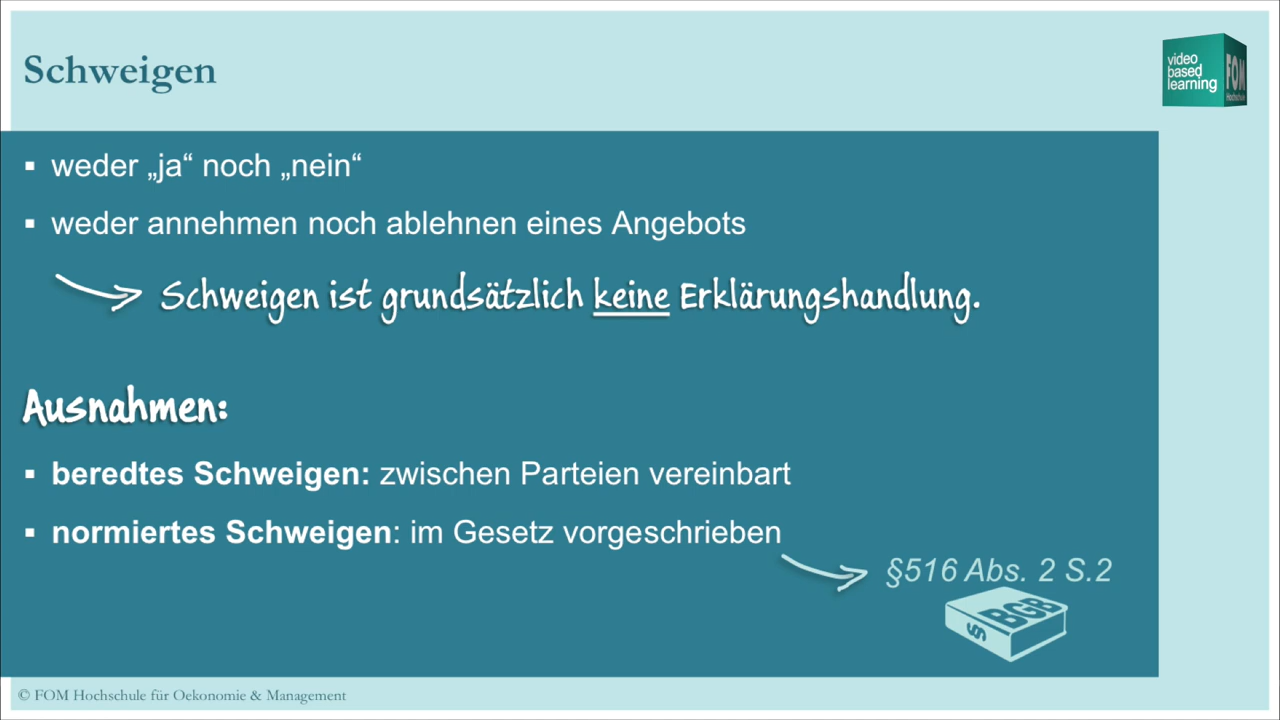 Schweigen
video
based
learning
FOM
Hochschule
▪ weder „ja“ noch „nein“
▪ weder annehmen noch ablehnen eines Angebots
Schweigen ist grundsätzlich keine Erklärungshandlung.
Ausnahmen:
▪ beredtes Schweigen: zwischen Parteien vereinbart
▪ normiertes Schweigen: im Gesetz vorgeschrieben
§516 Abs. 2 S.2
BGB
§
© FOM Hochschule für Oekonomie & Management